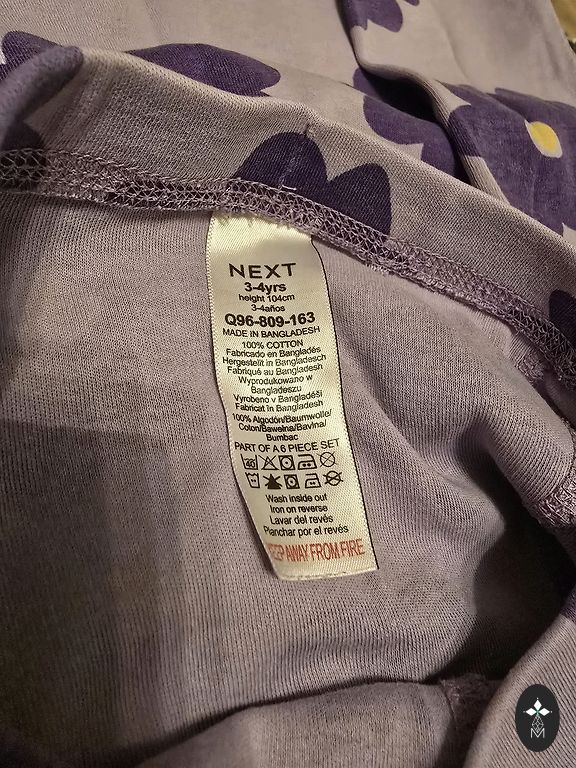 NEXT
3-4yrs
height 104cm
3-4años
Q96-809-163
MADE IN BANGLADESH
100% COTTON
Fabricado en Bangladés
Hergestellt in Bangladesch
Fabriqué au Bangladesh
Wyprodukowano w
Bangladeszu
Vyrobeno v Bangladéši
Fabricat în Bangladesh
100% Algodón/Baumwolle/
Coton/Bawełna/Bavlna/
Bumbac
PART OF A 6 PIECE SET
40
Wash inside out
Iron on reverse
Lavar del revés
Planchar por el revés
KEEP AWAY FROM FIRE
M